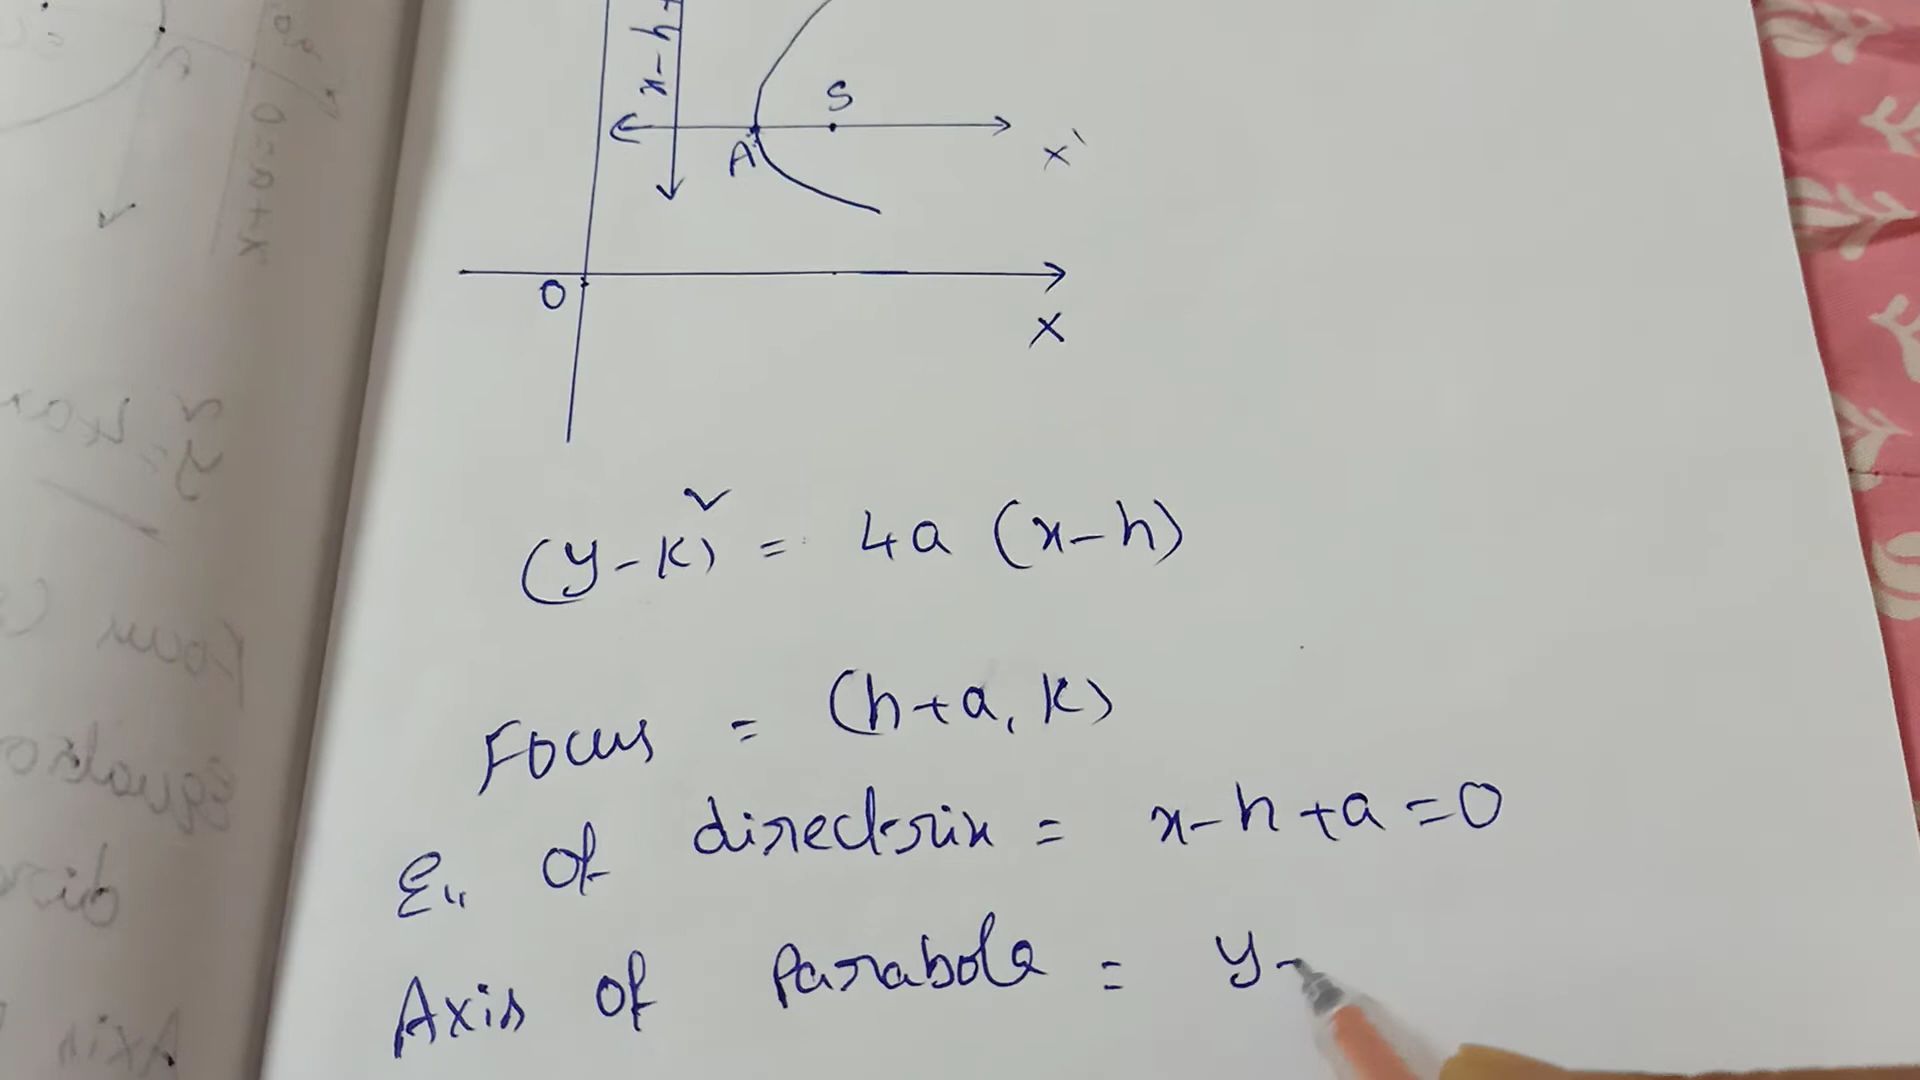 x-h+
S
A
X'
O
X
(y-k)² = 4a (x-h)
Focus = (h+a, k)
Eq. of directrix = x-h+a=0
Axis of Parabola = y-